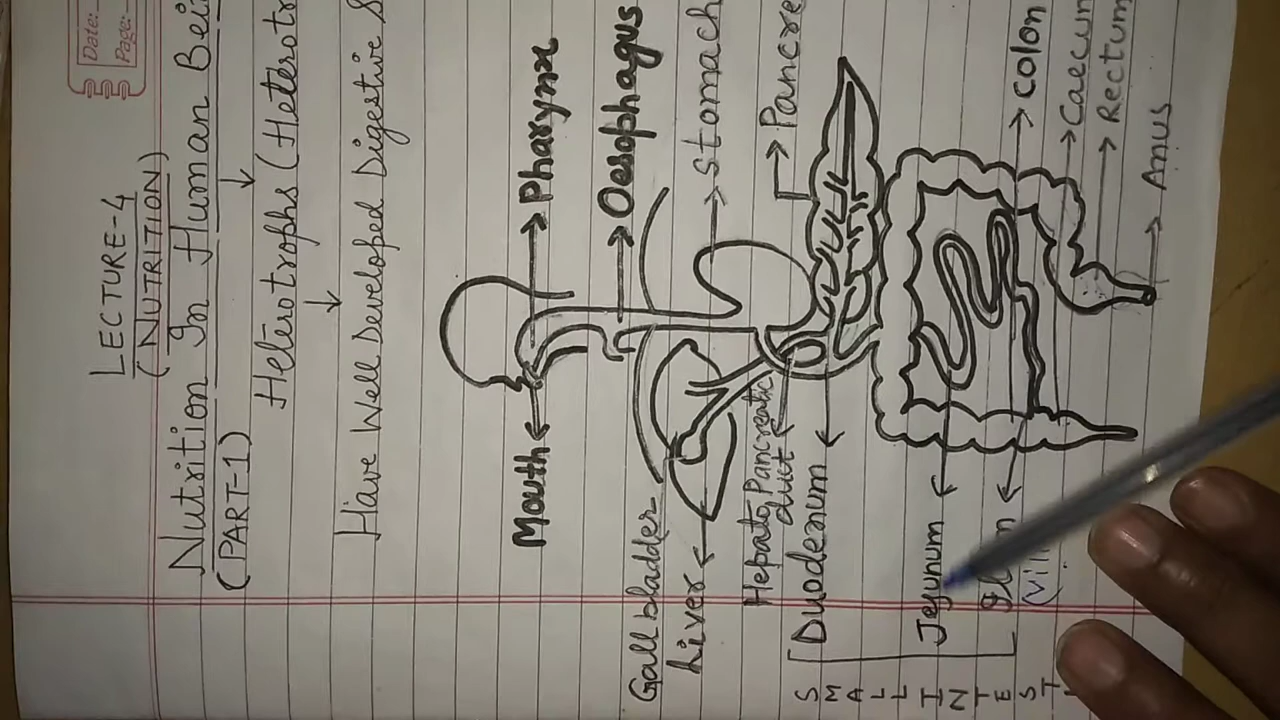 Date:
Page:
LECTURE-4
(NUTRITION)
Nutrition In Human Bei
(PART-1)
Heterotrophs (Heterotr
Have Well Developed Digestive S
Pharynx
Mouth
Oesophagus
Stomach
Gall bladder
Liver
Pancre
Hepato Pancreatic
duct
Duodenum
Jejunum
(Vill
SMALL INTEST
Colon
Caecum
Rectum
Anus